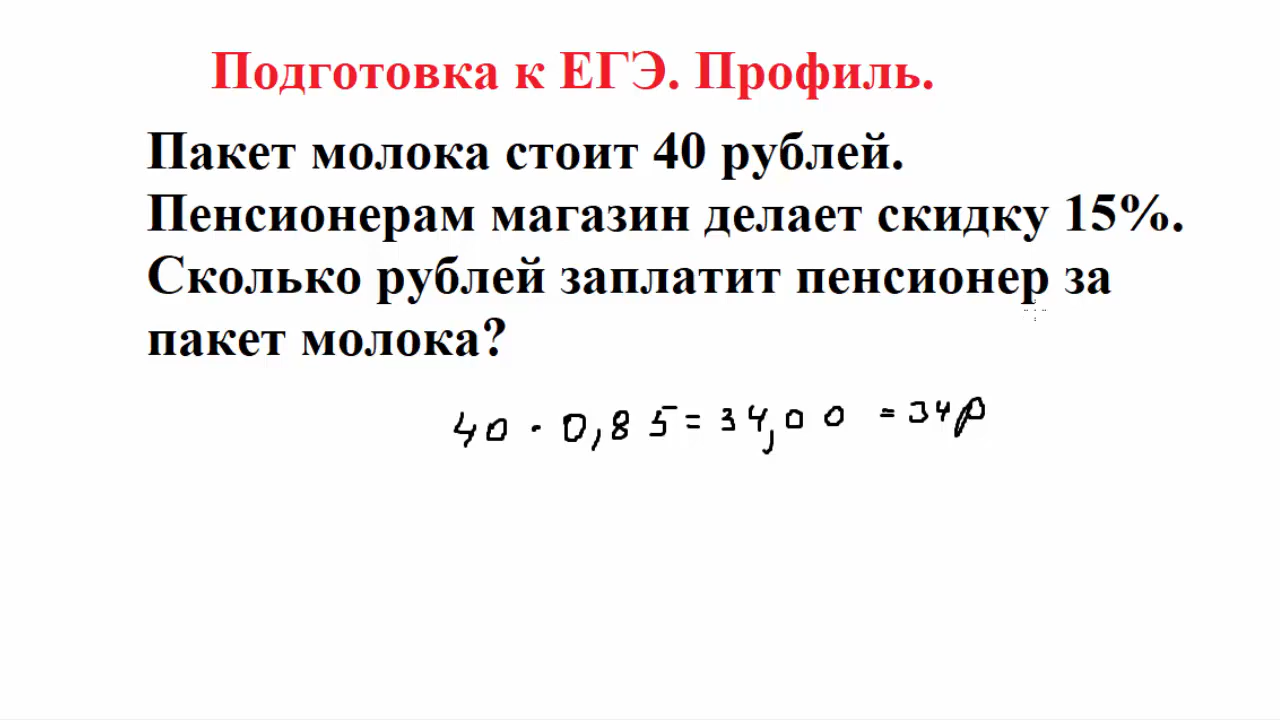 Подготовка к ЕГЭ. Профиль.
Пакет молока стоит 40 рублей.
Пенсионерам магазин делает скидку 15%.
Сколько рублей заплатит пенсионер за
пакет молока?
40 · 0,85 = 34,00 = 34р